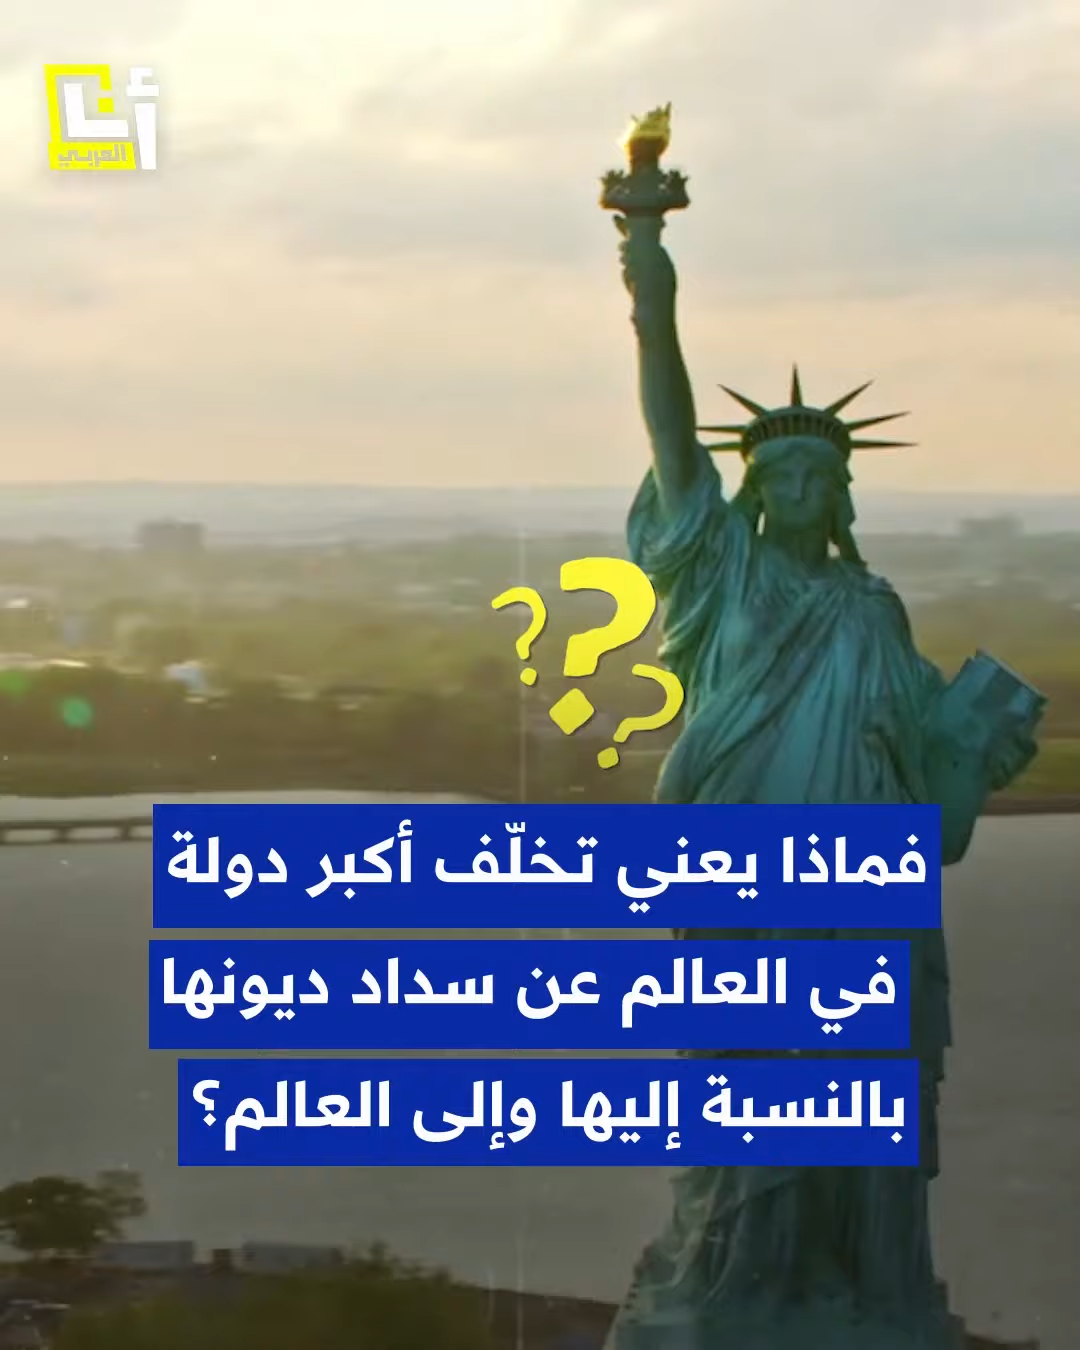 أنا
العربي
؟؟؟
فماذا يعني تخلّف أكبر دولة
في العالم عن سداد ديونها
بالنسبة إليها وإلى العالم؟